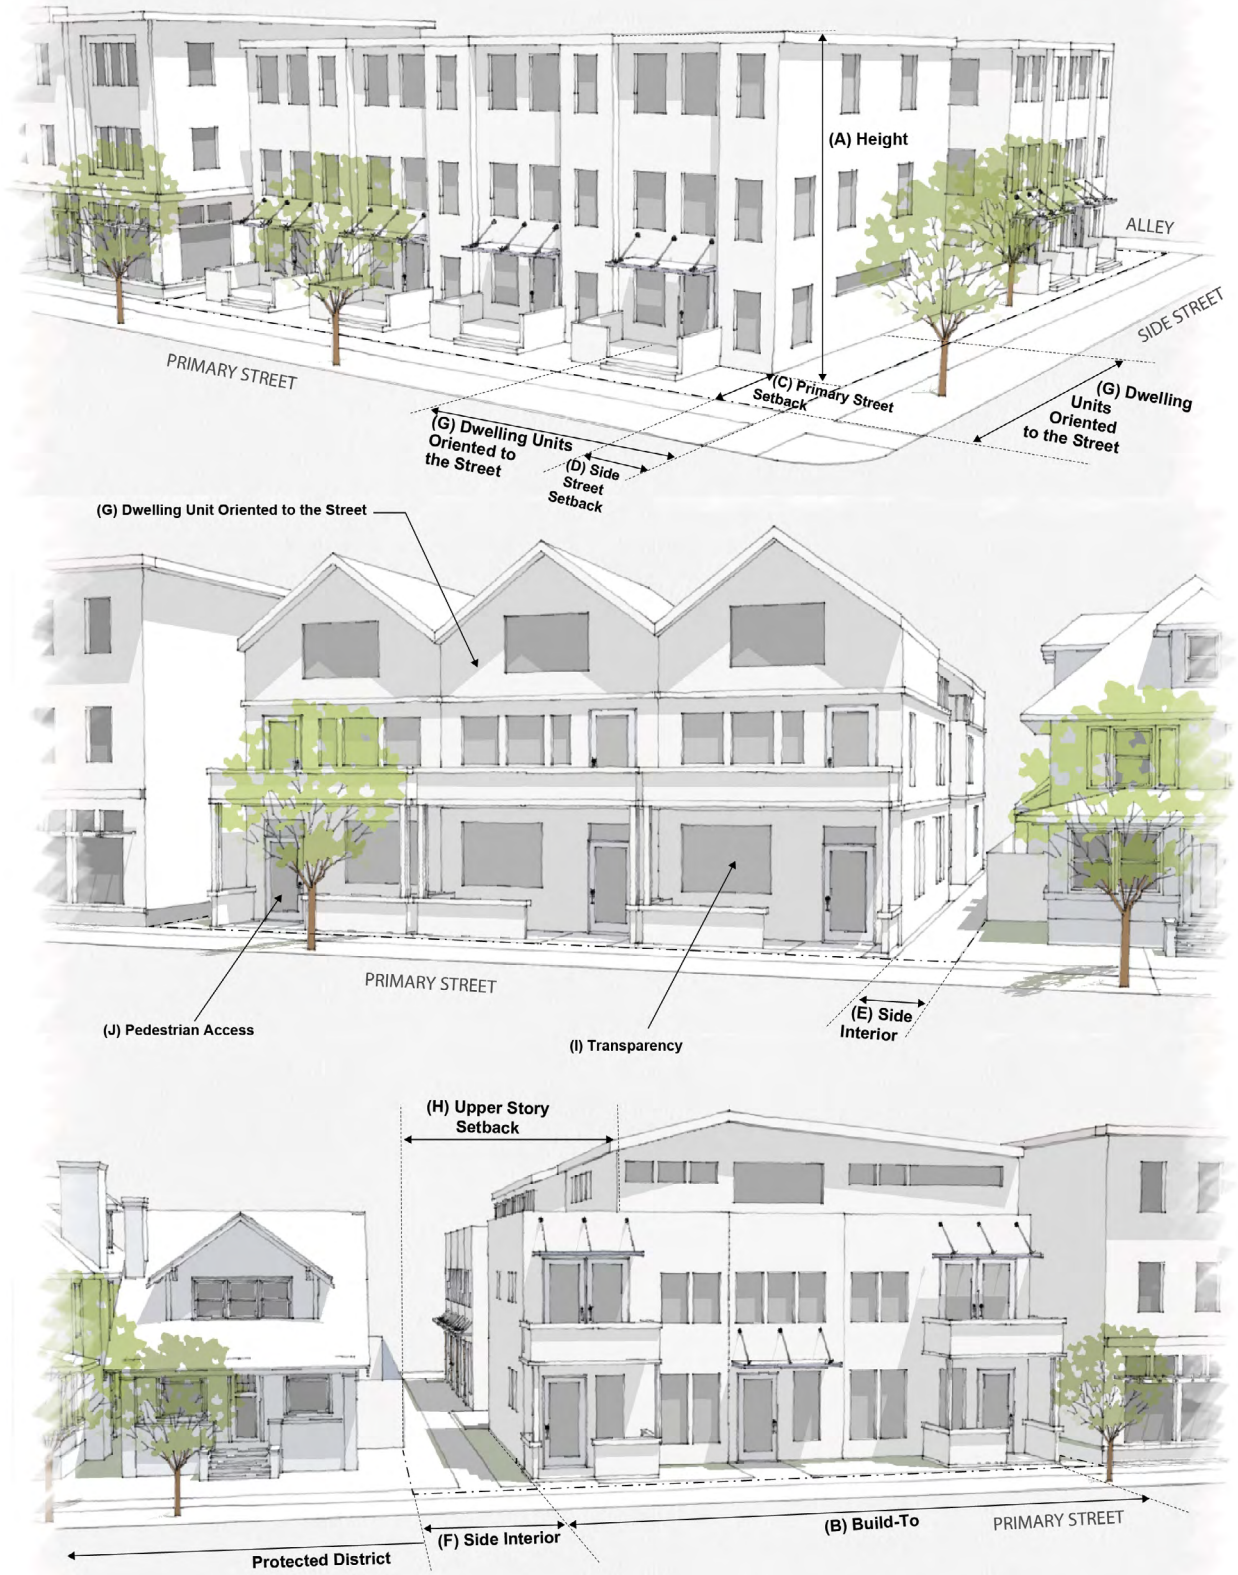 (A) Height
ALLEY
SIDE STREET
PRIMARY STREET
(C) Primary Street
Setback
(G) Dwelling
Units
Oriented
to the Street
(G) Dwelling Units
Oriented to
the Street
(D) Side
Street
Setback
(G) Dwelling Unit Oriented to the Street
PRIMARY STREET
(J) Pedestrian Access
(I) Transparency
(E) Side
Interior
(H) Upper Story
Setback
(B) Build-To
PRIMARY STREET
(F) Side Interior
Protected District